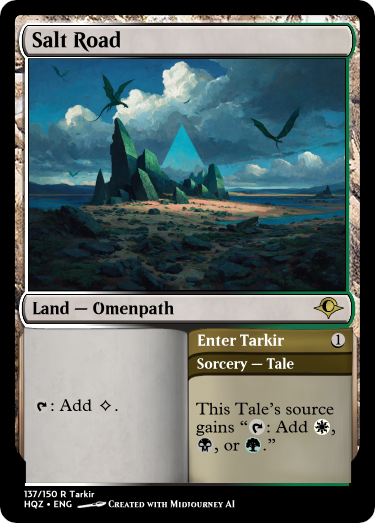 Salt Road
Land — Omenpath
Enter Tarkir 1
Sorcery — Tale
: Add .
This Tale's source
gains “: Add ,
, or .”
137/150 R Tarkir
HQZ • ENG Created with Midjourney AI